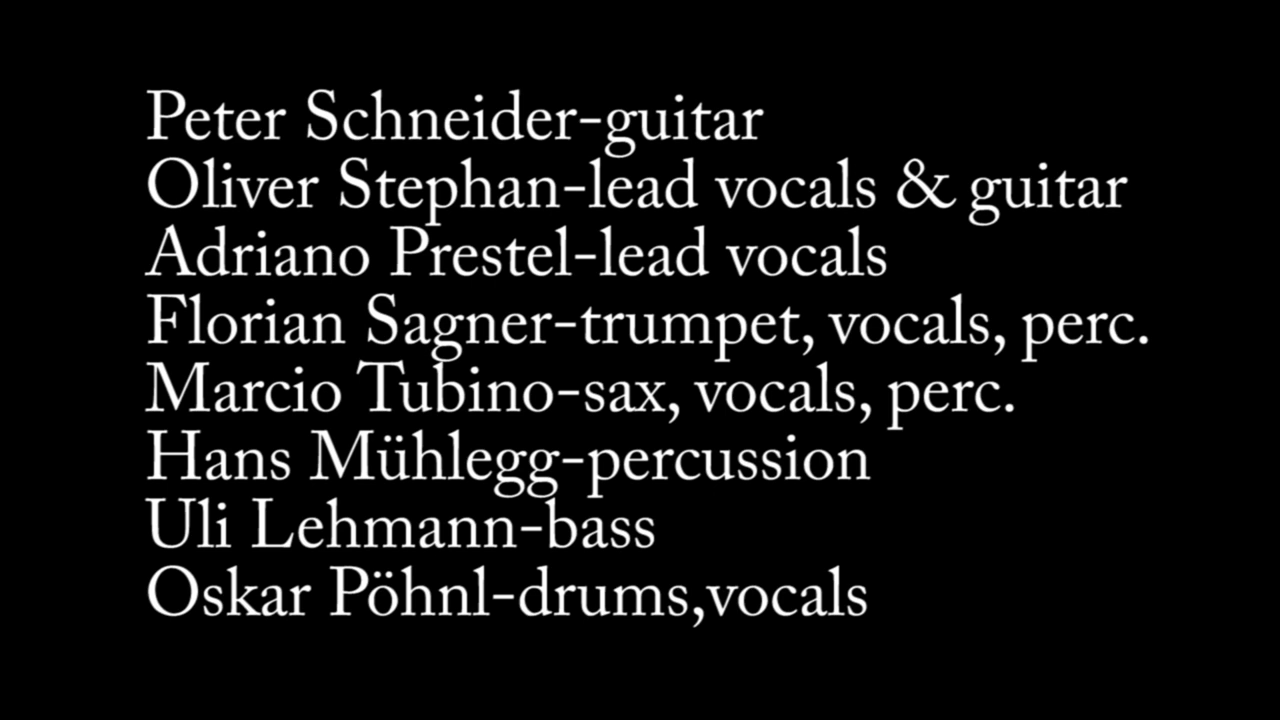 Peter Schneider-guitar
Oliver Stephan-lead vocals & guitar
Adriano Prestel-lead vocals
Florian Sagner-trumpet, vocals, perc.
Marcio Tubino-sax, vocals, perc.
Hans Mühlegg-percussion
Uli Lehmann-bass
Oskar Pöhnl-drums,vocals